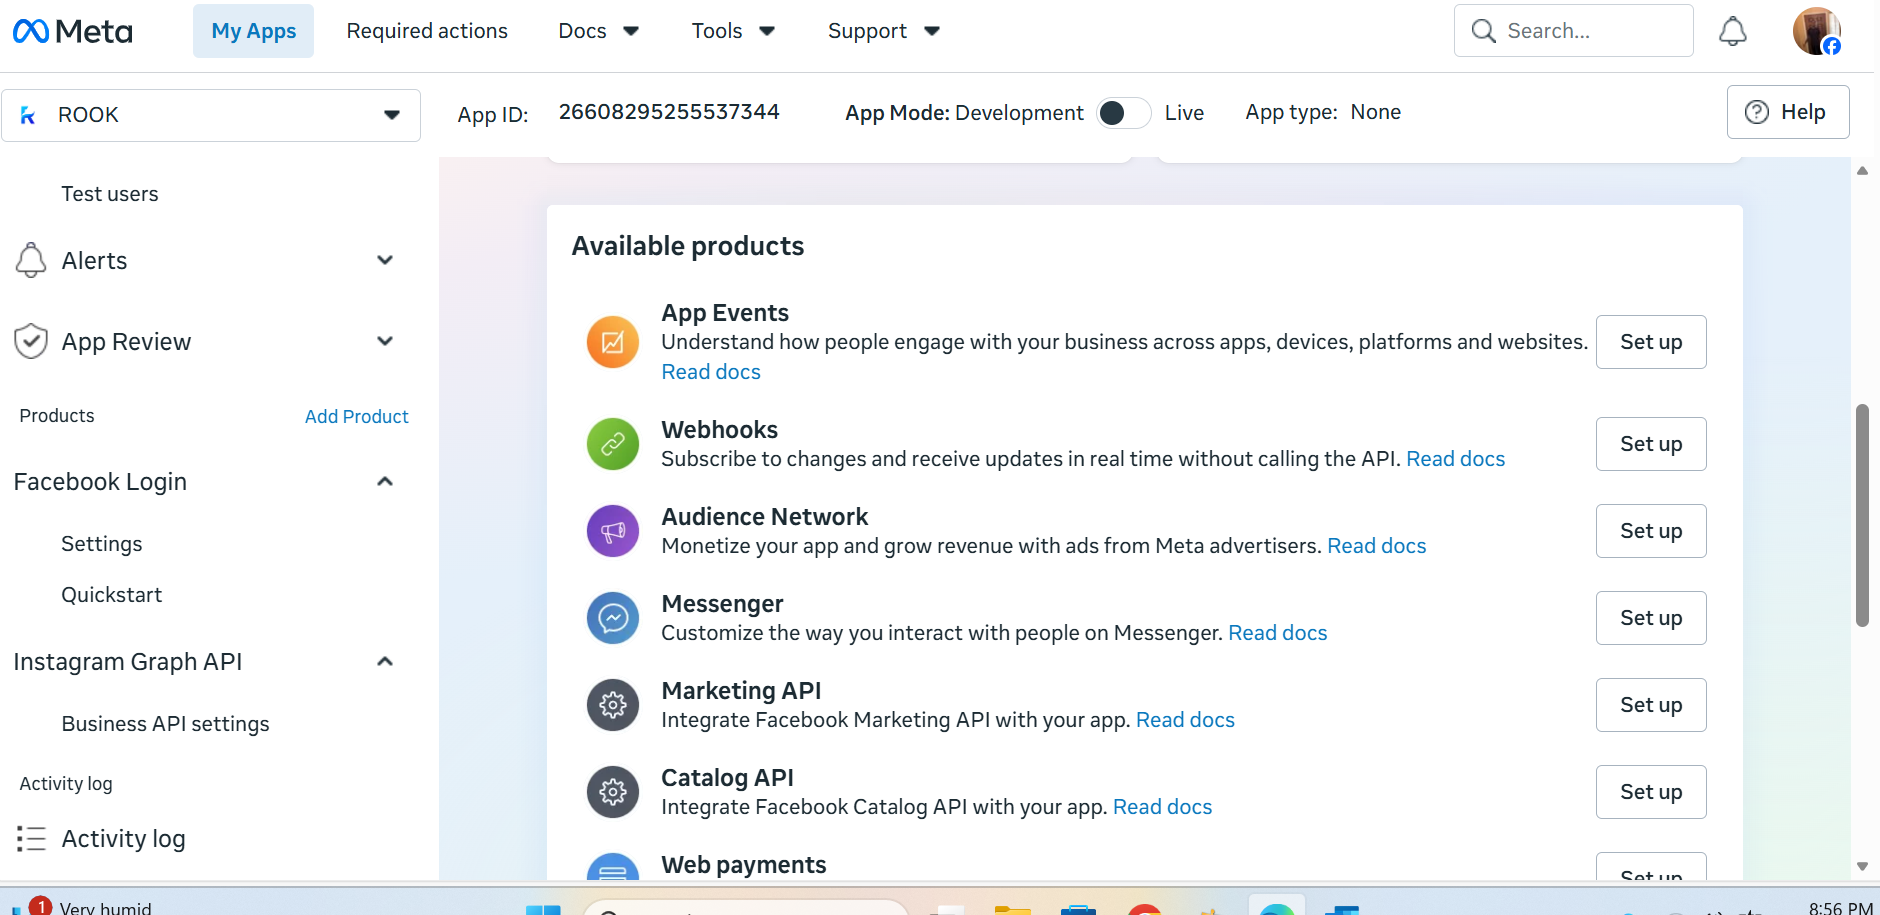 Meta
My Apps
Required actions
Docs
Tools
Support
Search...
ROOK
App ID:
26608295255537344
App Mode: Development
Live
App type: None
Help
Test users
Alerts
App Review
Products
Add Product
Facebook Login
Settings
Quickstart
Instagram Graph API
Business API settings
Activity log
Activity log
Available products
App Events
Understand how people engage with your business across apps, devices, platforms and websites.
Read docs
Set up
Webhooks
Subscribe to changes and receive updates in real time without calling the API. Read docs
Set up
Audience Network
Monetize your app and grow revenue with ads from Meta advertisers. Read docs
Set up
Messenger
Customize the way you interact with people on Messenger. Read docs
Set up
Marketing API
Integrate Facebook Marketing API with your app. Read docs
Set up
Catalog API
Integrate Facebook Catalog API with your app. Read docs
Set up
Web payments
Set up
1
Very humid
8:56 PM